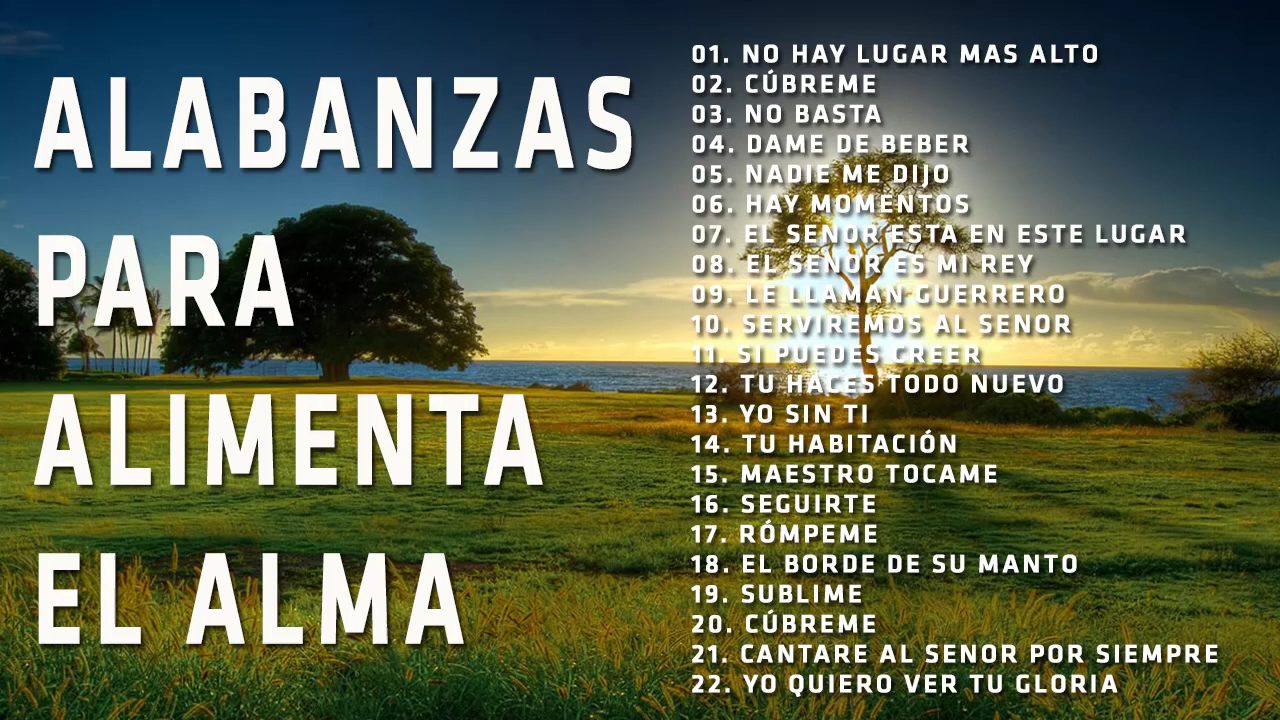 ALABANZAS
PARA
ALIMENTA
EL ALMA
01. NO HAY LUGAR MAS ALTO
02. CÚBREME
03. NO BASTA
04. DAME DE BEBER
05. NADIE ME DIJO
06. HAY MOMENTOS
07. EL SENOR ESTA EN ESTE LUGAR
08. EL SENOR ES MI REY
09. LE LLAMAN GUERRERO
10. SERVIREMOS AL SENOR
11. SI PUEDES CREER
12. TU HACES TODO NUEVO
13. YO SIN TI
14. TU HABITACIÓN
15. MAESTRO TOCAME
16. SEGUIRTE
17. RÓMPEME
18. EL BORDE DE SU MANTO
19. SUBLIME
20. CÚBREME
21. CANTARE AL SENOR POR SIEMPRE
22. YO QUIERO VER TU GLORIA